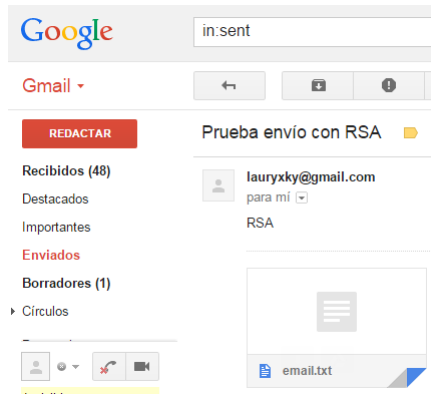 Google
in:sent
Gmail
REDACTAR
Prueba envío con RSA
Recibidos (48)
lauryxky@gmail.com
Destacados
para mí
Importantes
RSA
Enviados
Borradores (1)
Círculos
email.txt